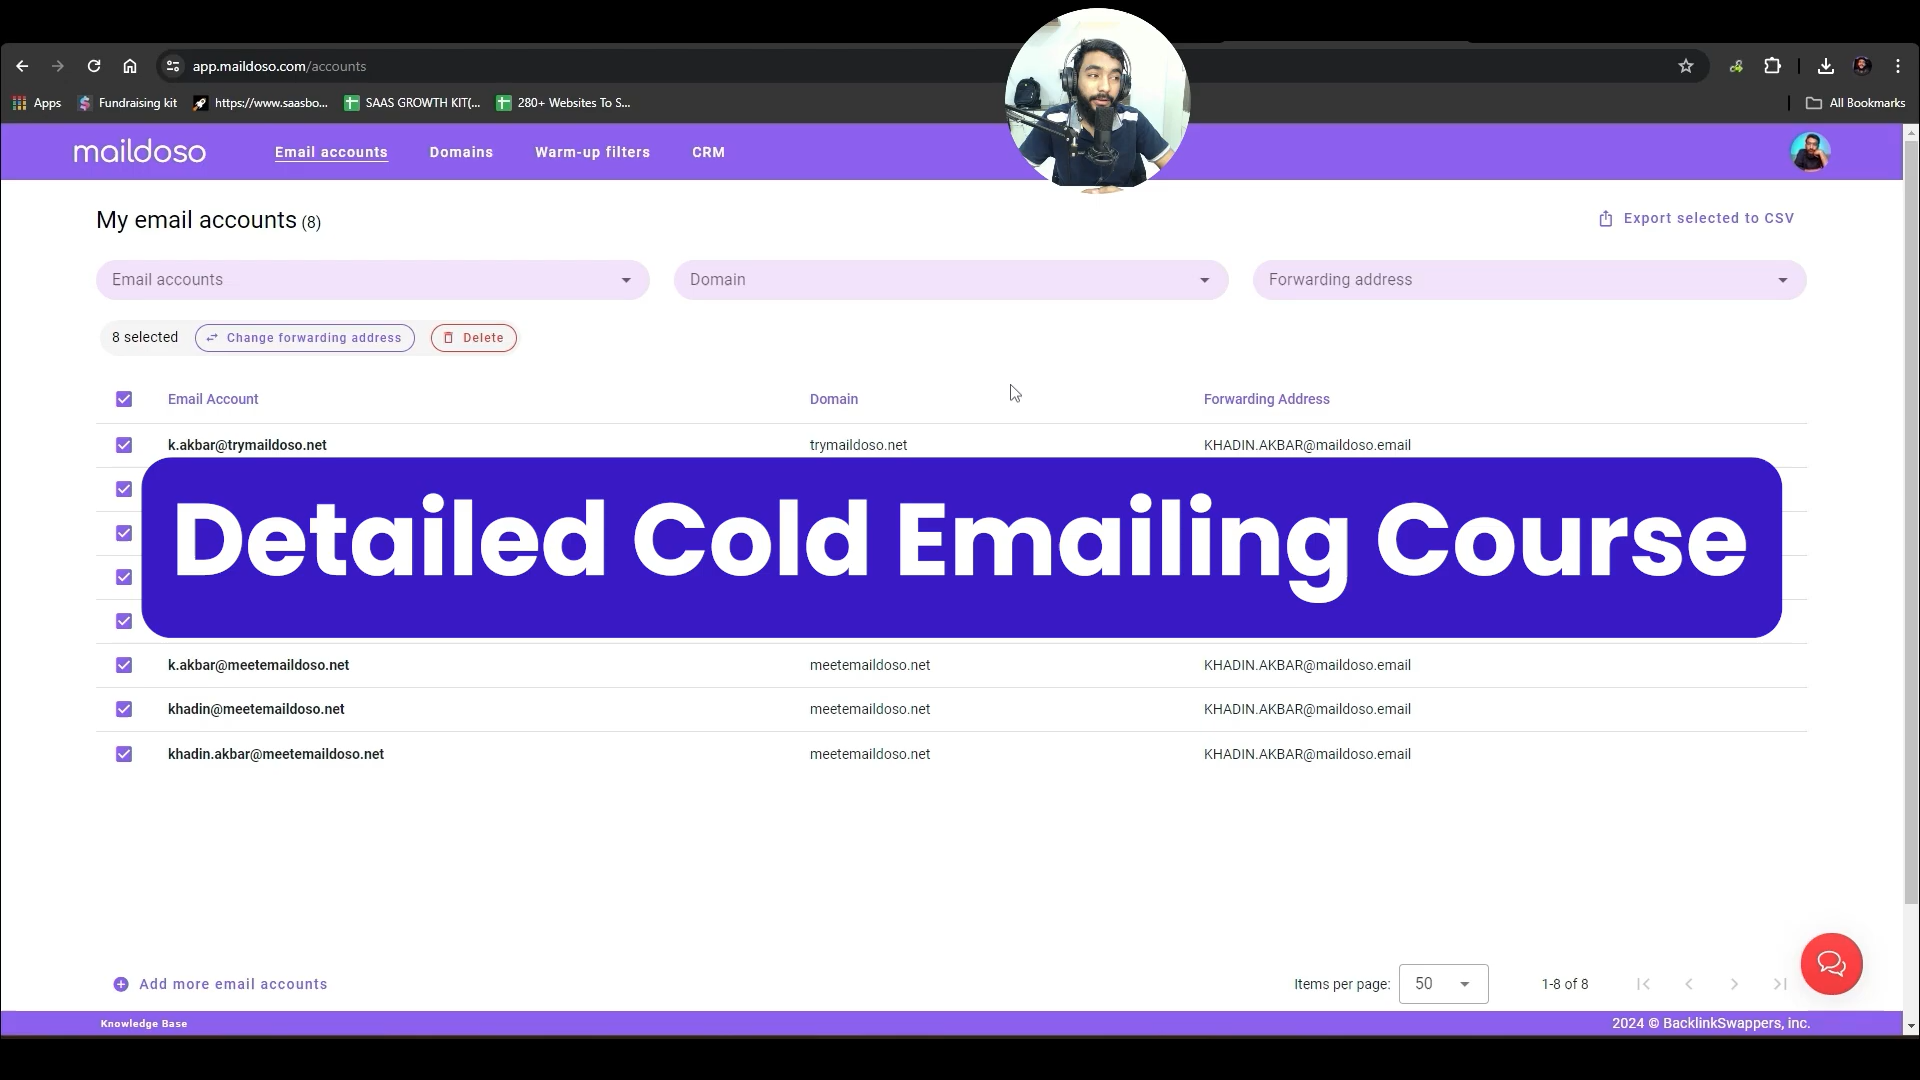 app.maildoso.com/accounts
Apps
Fundraising kit
https://www.saasbo...
SAAS GROWTH KIT(...
280+ Websites To S...
All Bookmarks
maildoso
Email accounts
Domains
Warm-up filters
CRM
My email accounts (8)
Export selected to CSV
Email accounts
Domain
Forwarding address
8 selected
Change forwarding address
Delete
Email Account
Domain
Forwarding Address
k.akbar@trymaildoso.net
trymaildoso.net
KHADIN.AKBAR@maildoso.email
Detailed Cold Emailing Course
k.akbar@meetemaildoso.net
meetemaildoso.net
KHADIN.AKBAR@maildoso.email
khadin@meetemaildoso.net
meetemaildoso.net
KHADIN.AKBAR@maildoso.email
khadin.akbar@meetemaildoso.net
meetemaildoso.net
KHADIN.AKBAR@maildoso.email
Add more email accounts
Items per page:
50
1-8 of 8
Knowledge Base
2024 © BacklinkSwappers, inc.